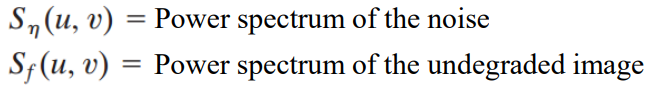 Sη(u, v) = Power spectrum of the noise
Sf(u, v) = Power spectrum of the undegraded image